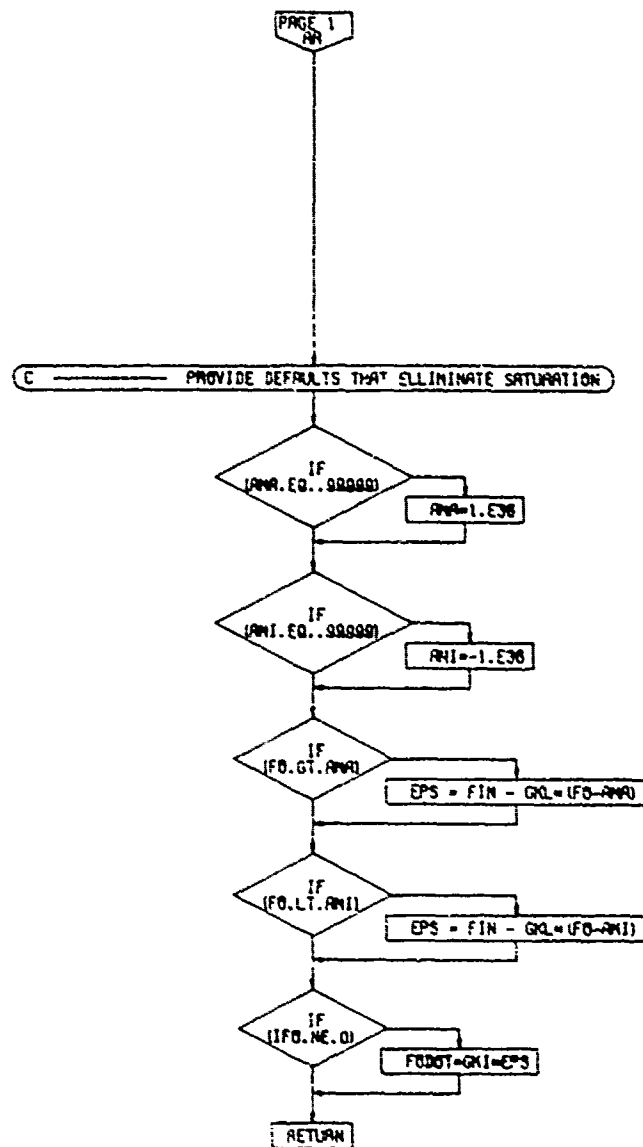 PAGE 1
AA
C ———— PROVIDE DEFAULTS THAT ELLIMINATE SATURATION
IF
(AMA.EQ..99999)
AMA=1.E36
IF
(AMI.EQ..99999)
AMI=-1.E36
IF
(FO.GT.AMA)
EPS = FIN - GKL*(FO-AMA)
IF
(FO.LT.AMI)
EPS = FIN - GKL*(FO-AMI)
IF
(IFO.NE.0)
FODOT=GKI*EPS
RETURN